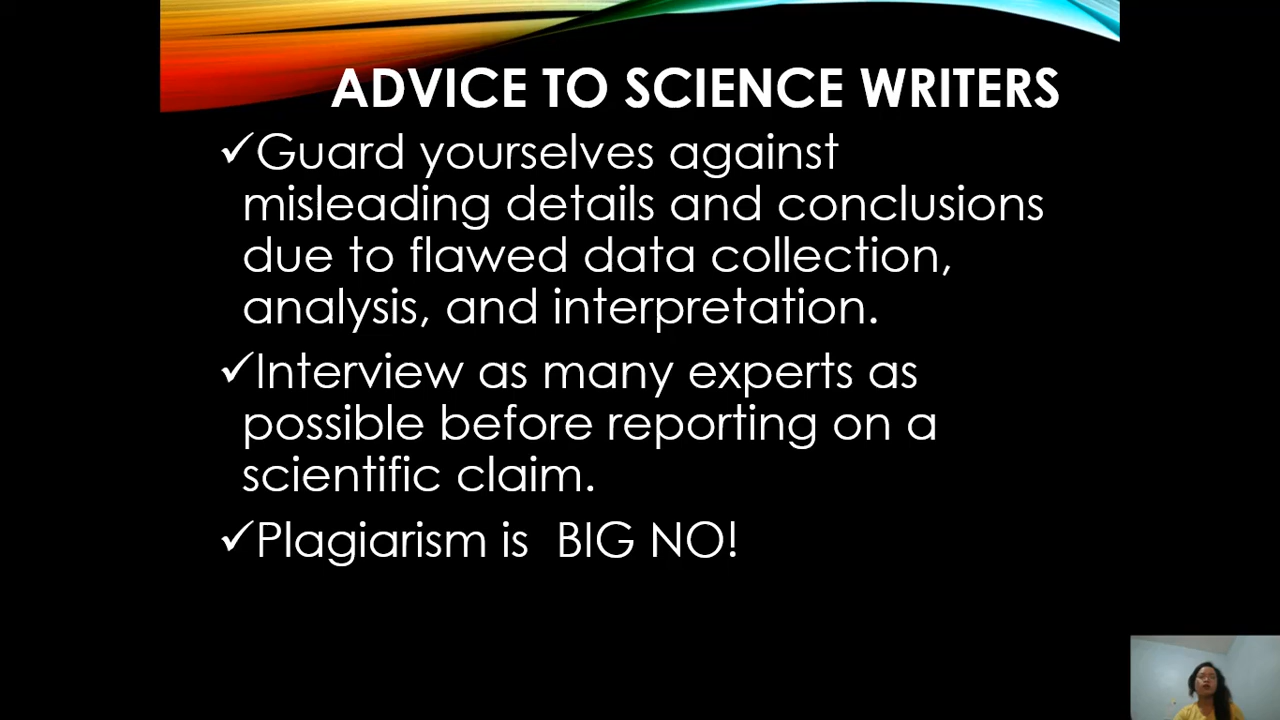 ADVICE TO SCIENCE WRITERS
✓Guard yourselves against
misleading details and conclusions
due to flawed data collection,
analysis, and interpretation.
✓Interview as many experts as
possible before reporting on a
scientific claim.
✓Plagiarism is  BIG NO!